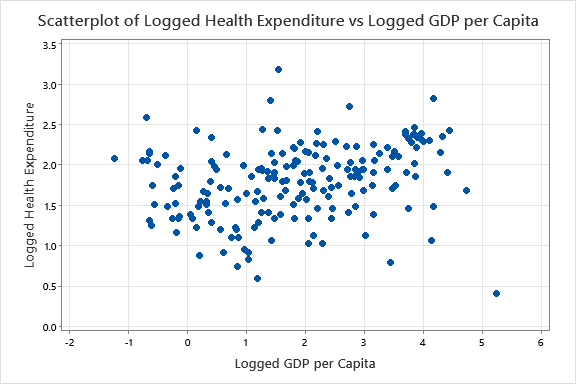 Scatterplot of Logged Health Expenditure vs Logged GDP per Capita
3.5
3.0
2.5
2.0
1.5
1.0
0.5
0.0
Logged Health Expenditure
-2 -1 0 1 2 3 4 5 6
Logged GDP per Capita